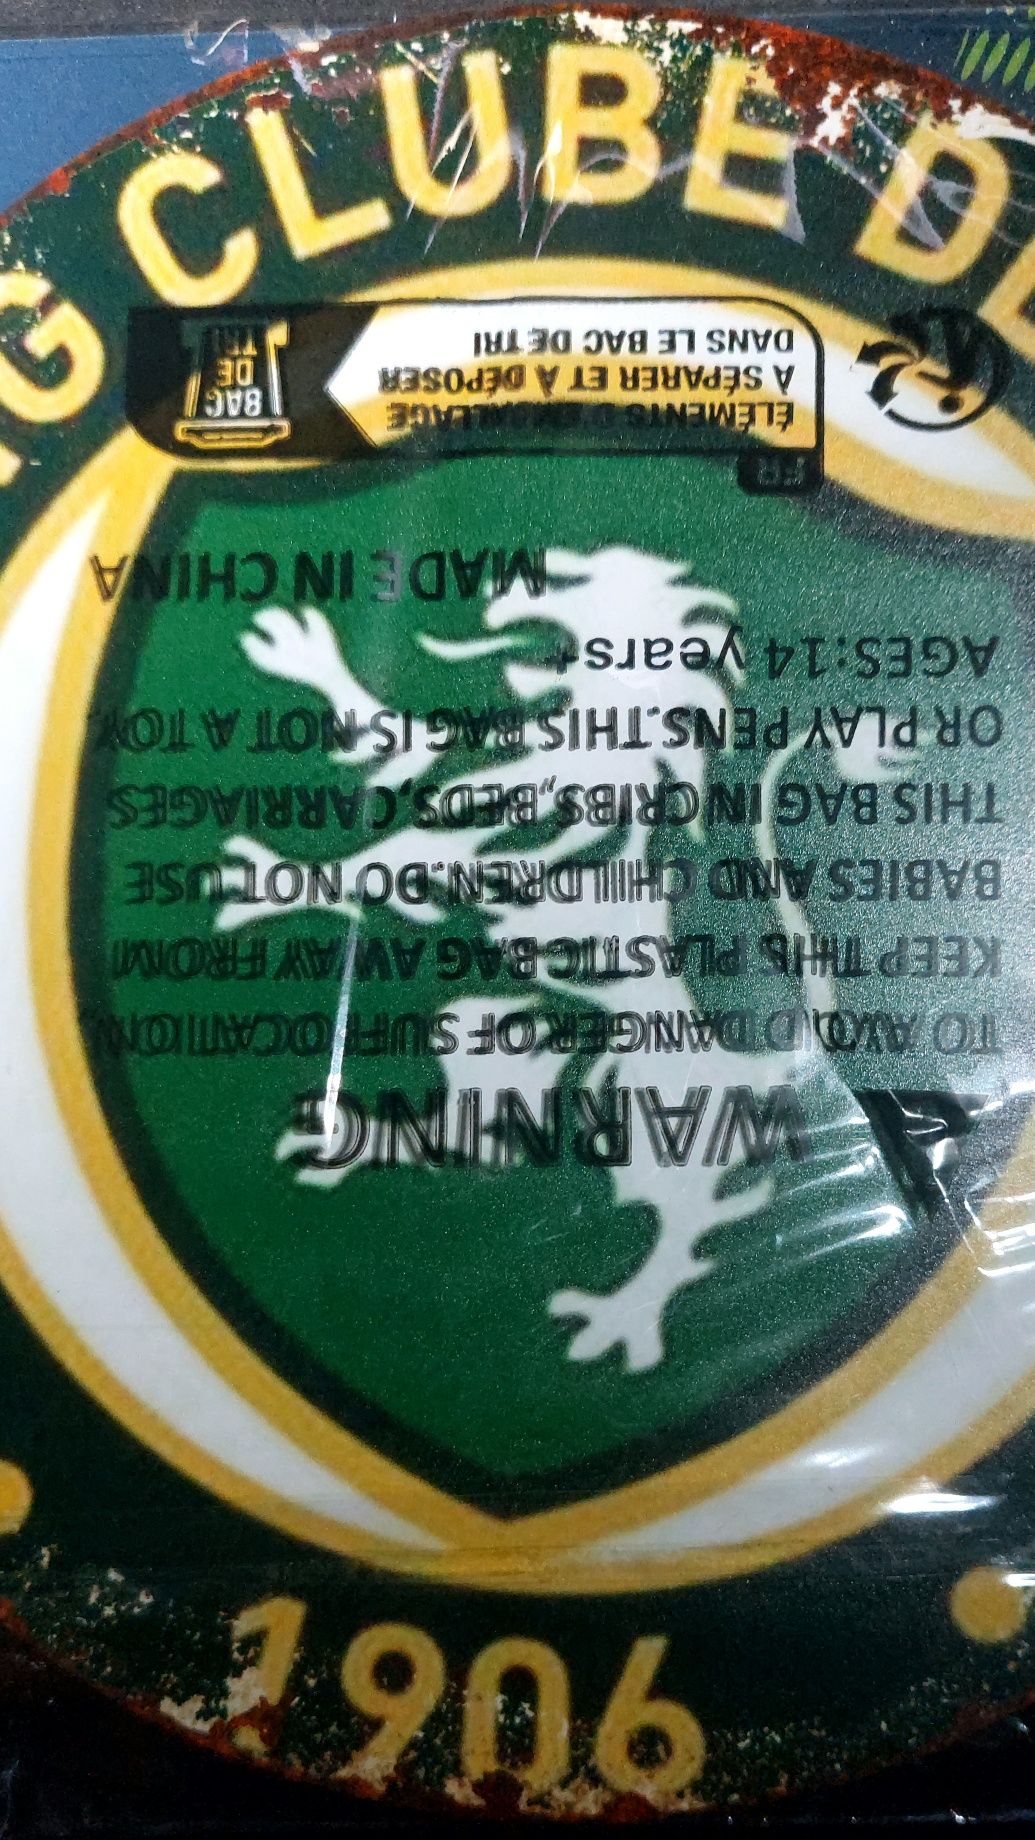 G CLUBE DE
1906
WARNING
TO AVOID DANGER OF SUFFOCATION,
KEEP THIS PLASTIC BAG AWAY FROM
BABIES AND CHILDREN.DO NOT USE
THIS BAG IN CRIBS,BEDS,CARRIAGES
OR PLAY PENS.THIS BAG IS NOT A TOY.
AGES:14 years+
MADE IN CHINA
FR
ÉLÉMENTS D'EMBALLAGE
À SÉPARER ET À DÉPOSER
DANS LE BAC DE TRI
BAC
DE
TRI